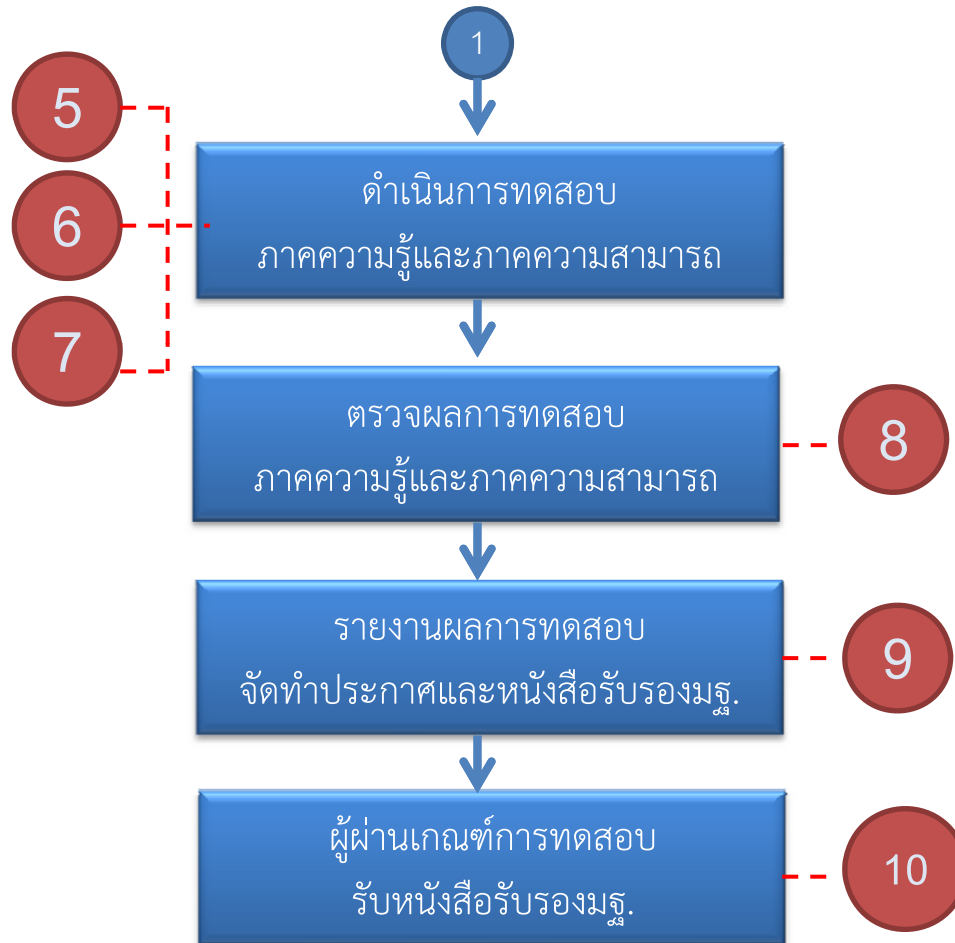 1
5
ดำเนินการทดสอบ
6
ภาคความรู้และภาคความสามารถ
7
ตรวจผลการทดสอบ
8
ภาคความรู้และภาคความสามารถ
รายงานผลการทดสอบ
9
จัดทำประกาศและหนังสือรับรองมฐ.
ผู้ผ่านเกณฑ์การทดสอบ
10
รับหนังสือรับรองมฐ.